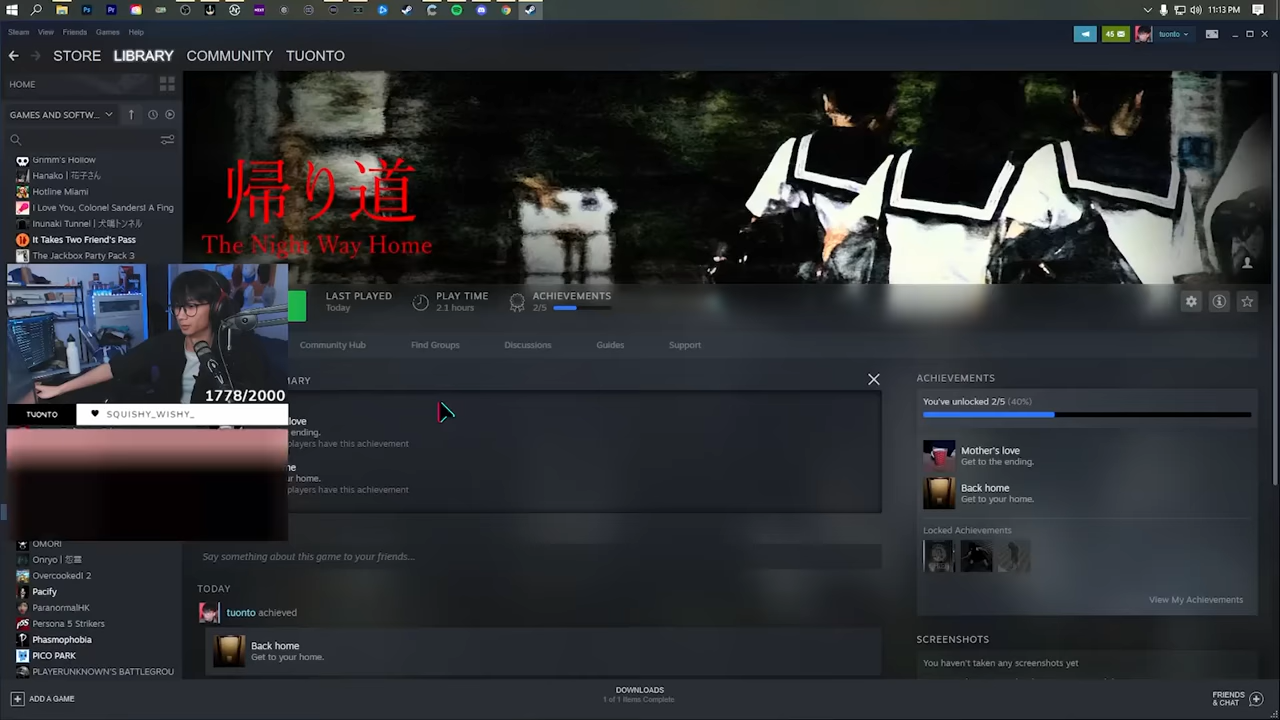 11:13 PM
Steam View Friends Games Help
45
tuonto
STORE LIBRARY COMMUNITY TUONTO
HOME
GAMES AND SOFTW...
Grimm's Hollow
Hanako | 花子さん
Hotline Miami
I Love You, Colonel Sanders! A Fing
Inunaki Tunnel | 犬鳴トンネル
It Takes Two Friend's Pass
The Jackbox Party Pack 3
帰り道
The Night Way Home
LAST PLAYED
Today
PLAY TIME
2.1 hours
ACHIEVEMENTS
2/5
Community Hub Find Groups Discussions Guides Support
1778/2000
TUONTO
SQUISHY_WISHY_
MARY
love
ending.
players have this achievement
me
ur home.
players have this achievement
ACHIEVEMENTS
You've unlocked 2/5 (40%)
Mother's love
Get to the ending.
Back home
Get to your home.
Locked Achievements
View My Achievements
OMORI
Onryo | 怨霊
Overcooked! 2
Pacify
ParanormalHK
Persona 5 Strikers
Phasmophobia
PICO PARK
PLAYERUNKNOWN'S BATTLEGROU
Say something about this game to your friends...
TODAY
tuonto achieved
Back home
Get to your home.
SCREENSHOTS
You haven't taken any screenshots yet
ADD A GAME
DOWNLOADS
1 of 1 Items Complete
FRIENDS
& CHAT